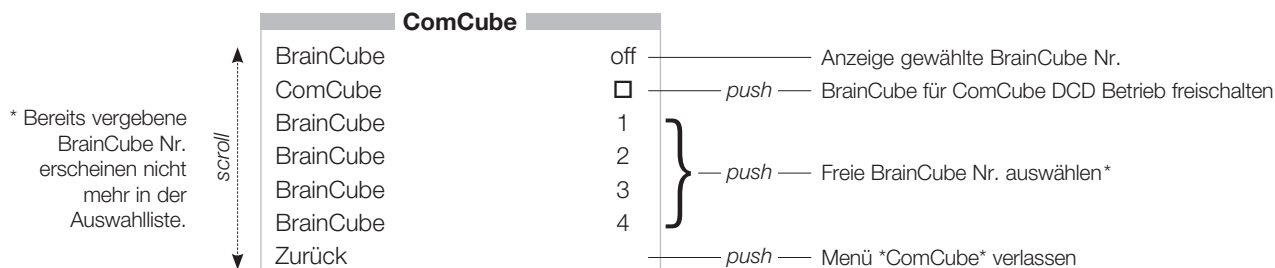 ComCube
BrainCube off Anzeige gewählte BrainCube Nr.
ComCube push BrainCube für ComCube DCD Betrieb freischalten
BrainCube 1
BrainCube 2
BrainCube 3
BrainCube 4
push Freie BrainCube Nr. auswählen*
Zurück push Menü *ComCube* verlassen
scroll
* Bereits vergebene
BrainCube Nr.
erscheinen nicht
mehr in der
Auswahlliste.